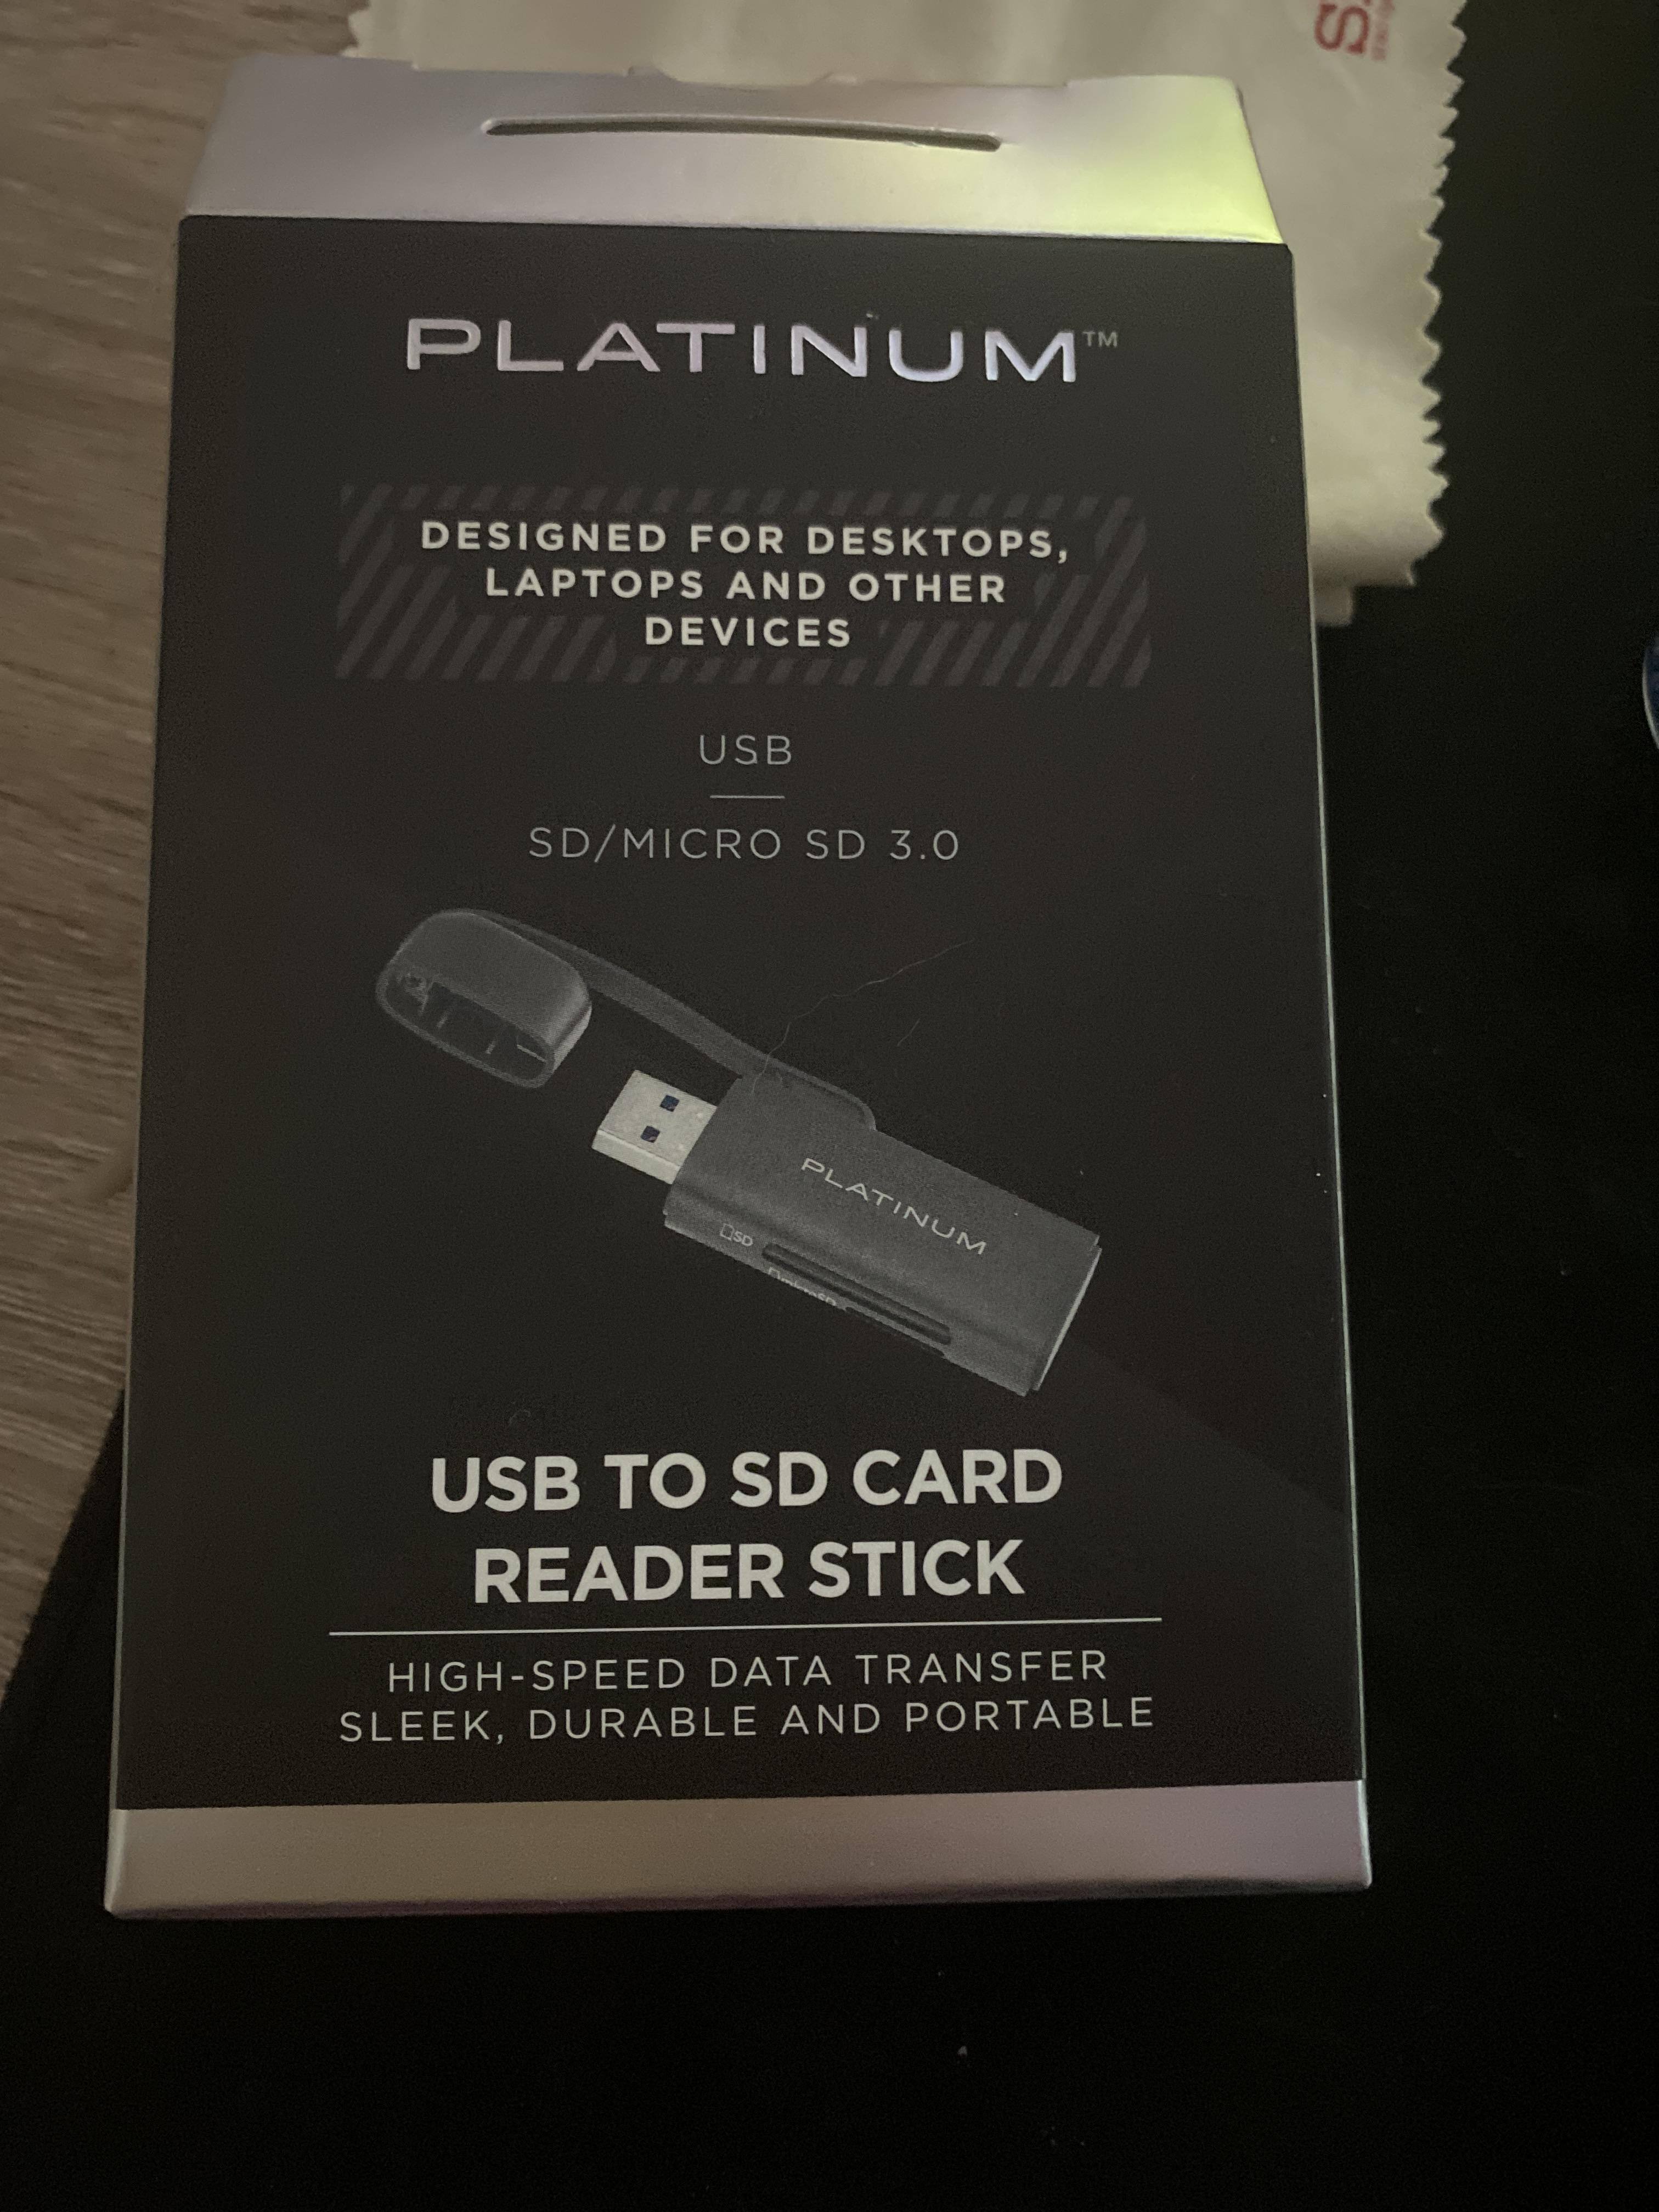 PLATINUM™
DESIGNED FOR DESKTOPS,
LAPTOPS AND OTHER
DEVICES
USB
SD/MICRO SD 3.0
PLATINUM
SD
microSD
USB TO SD CARD
READER STICK
HIGH-SPEED DATA TRANSFER
SLEEK, DURABLE AND PORTABLE